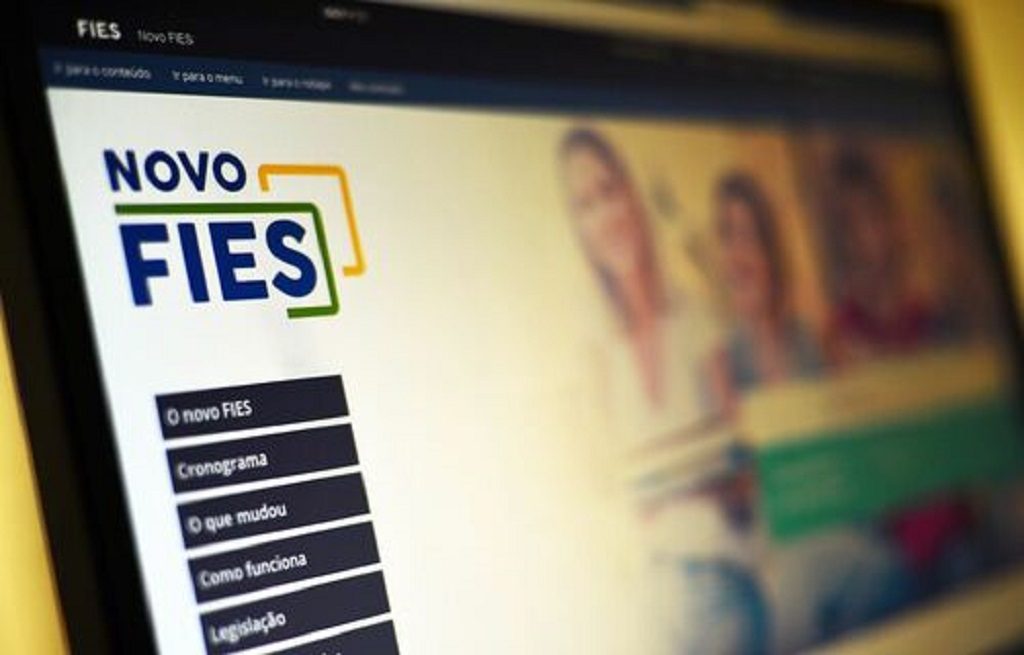 FIES Novo FIES
Ir para o conteúdo Ir para o menu Ir para o rodapé
NOVO
FIES
O novo FIES
Cronograma
O que mudou
Como funciona
Legislação